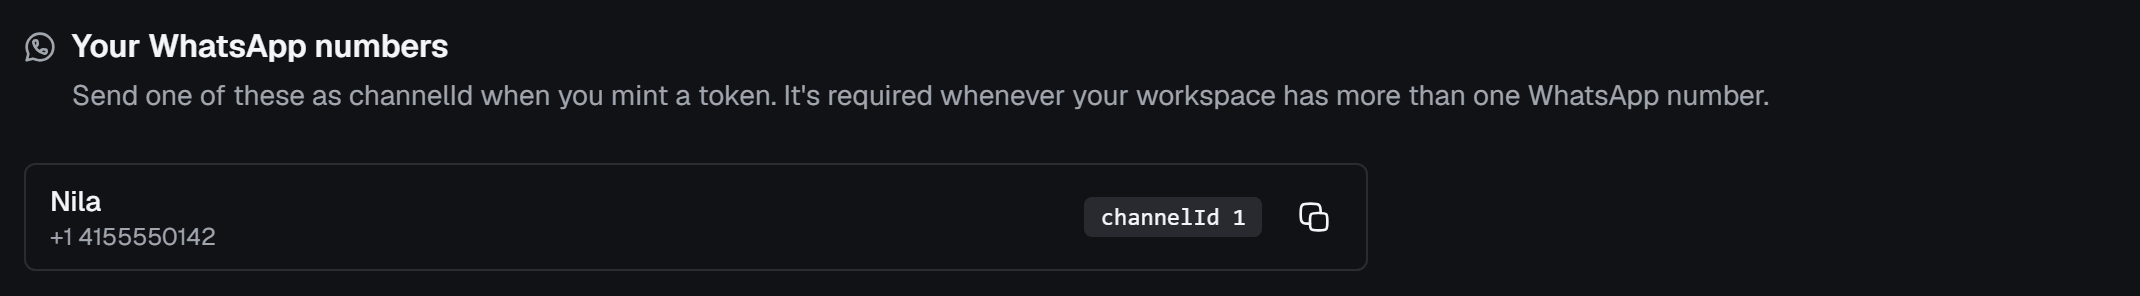 Your WhatsApp numbers
Send one of these as channelId when you mint a token. It's required whenever your workspace has more than one WhatsApp number.
Nila
+1 4155550142
channelId 1